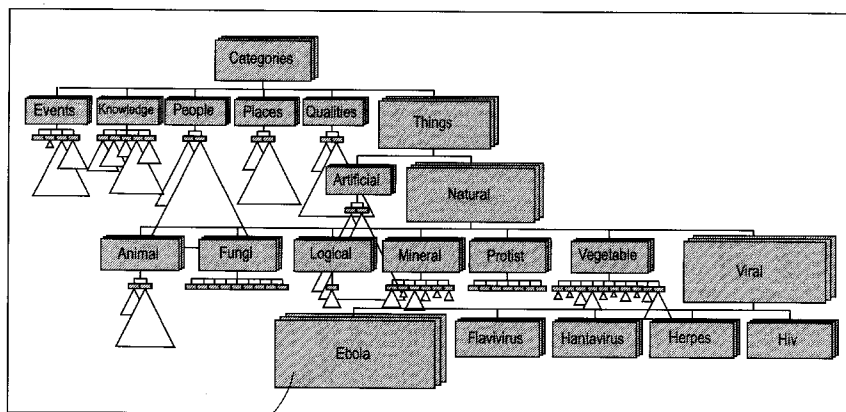 Categories
Events Knowledge People Places Qualities Things
Artificial Natural
Animal Fungi Logical Mineral Protist Vegetable Viral
Ebola Flavivirus Hantavirus Herpes Hiv